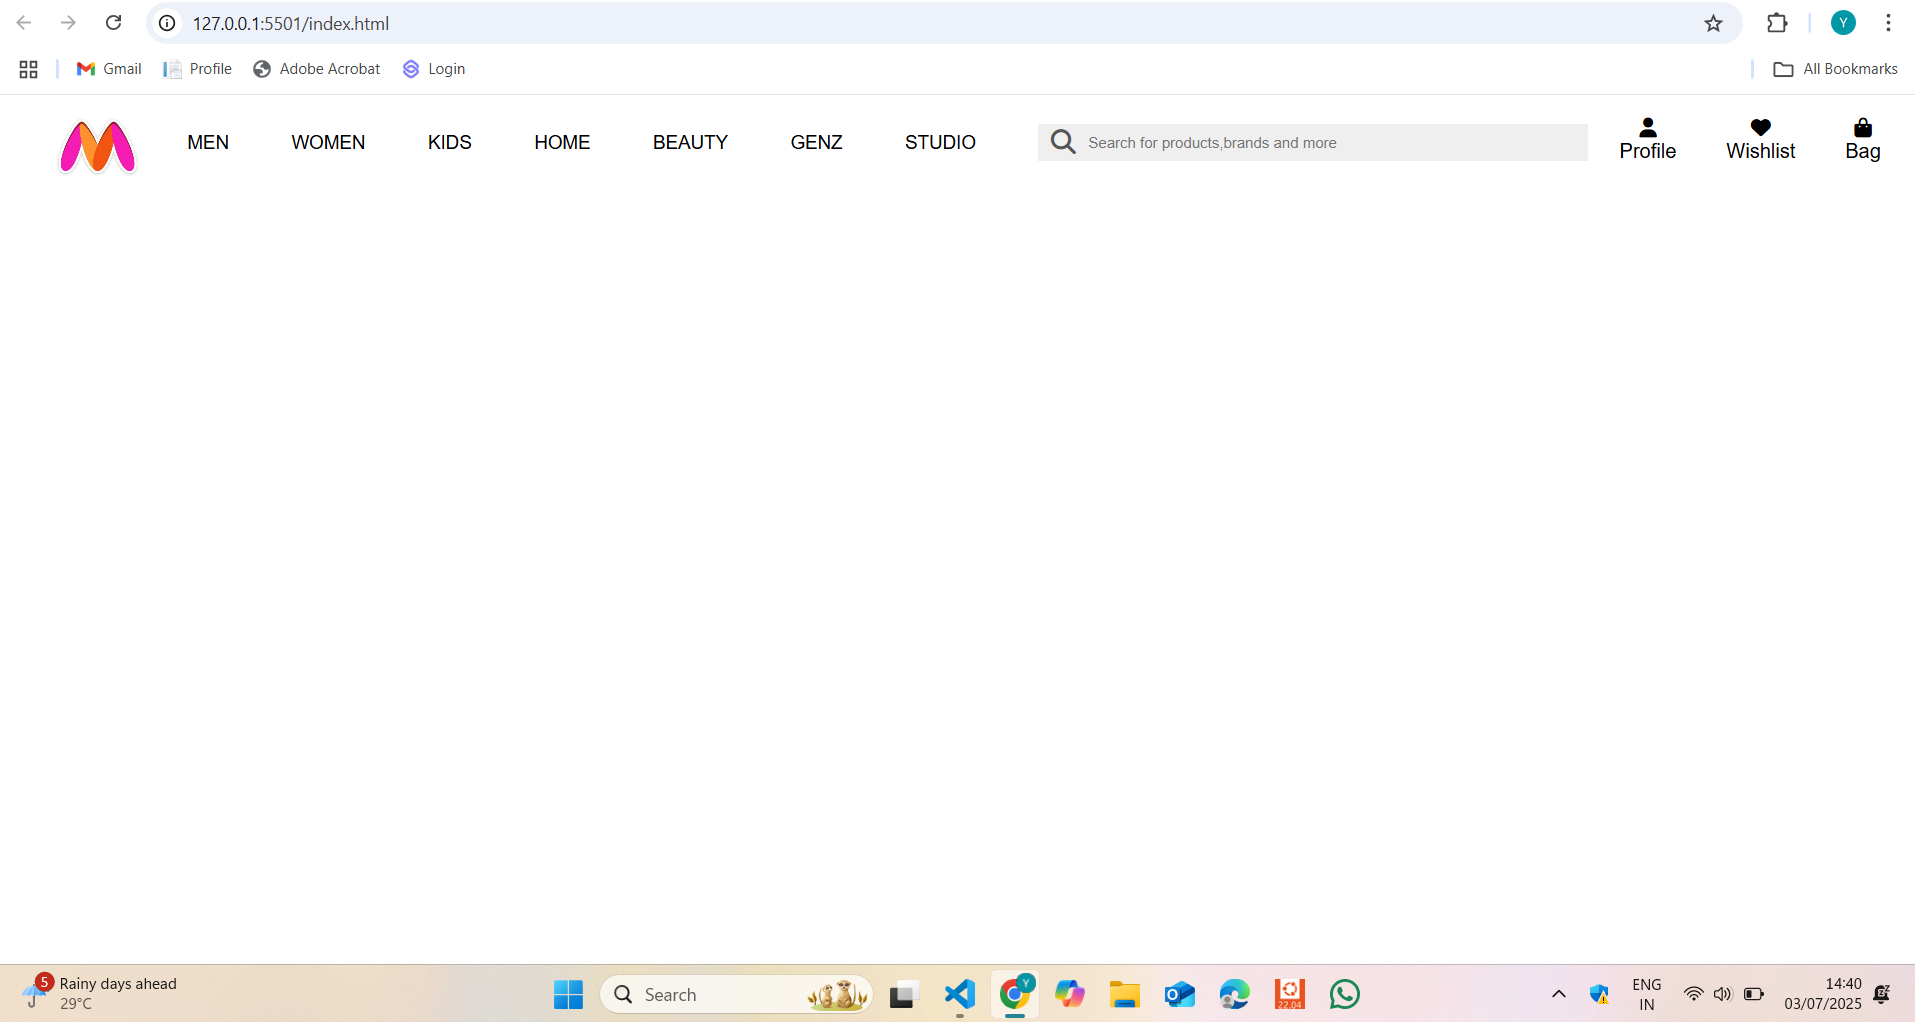 127.0.0.1:5501/index.html
Y
Gmail Profile Adobe Acrobat Login All Bookmarks
MEN WOMEN KIDS HOME BEAUTY GENZ STUDIO Search for products,brands and more Profile Wishlist Bag
5 Rainy days ahead
29°C
Search
Y
22.04
ENG
IN
14:40
03/07/2025